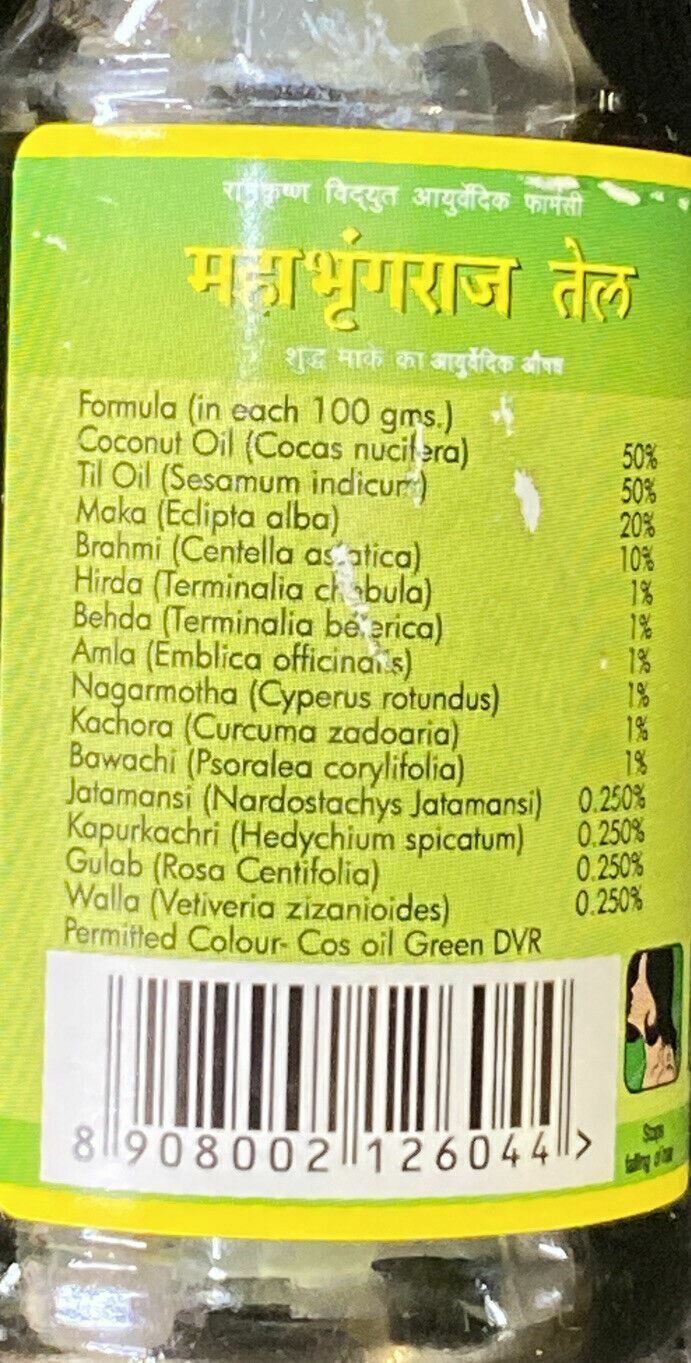 रामकृष्ण विद्युत आयुर्वेदिक फार्मसी
महाभृंगराज तेल
शुद्ध माके का आयुर्वेदिक औषध
Formula (in each 100 gms.)
Coconut Oil (Cocas nucifera) 50%
Til Oil (Sesamum indicum) 50%
Maka (Eclipta alba) 20%
Brahmi (Centella asiatica) 10%
Hirda (Terminalia chebula) 1%
Behda (Terminalia belerica) 1%
Amla (Emblica officinalis) 1%
Nagarmotha (Cyperus rotundus) 1%
Kachora (Curcuma zadoaria) 1%
Bawachi (Psoralea corylifolia) 1%
Jatamansi (Nardostachys Jatamansi) 0.250%
Kapurkachri (Hedychium spicatum) 0.250%
Gulab (Rosa Centifolia) 0.250%
Walla (Vetiveria zizanioides) 0.250%
Permitted Colour- Cos oil Green DVR
8 908002 126044 >
Stops
falling of